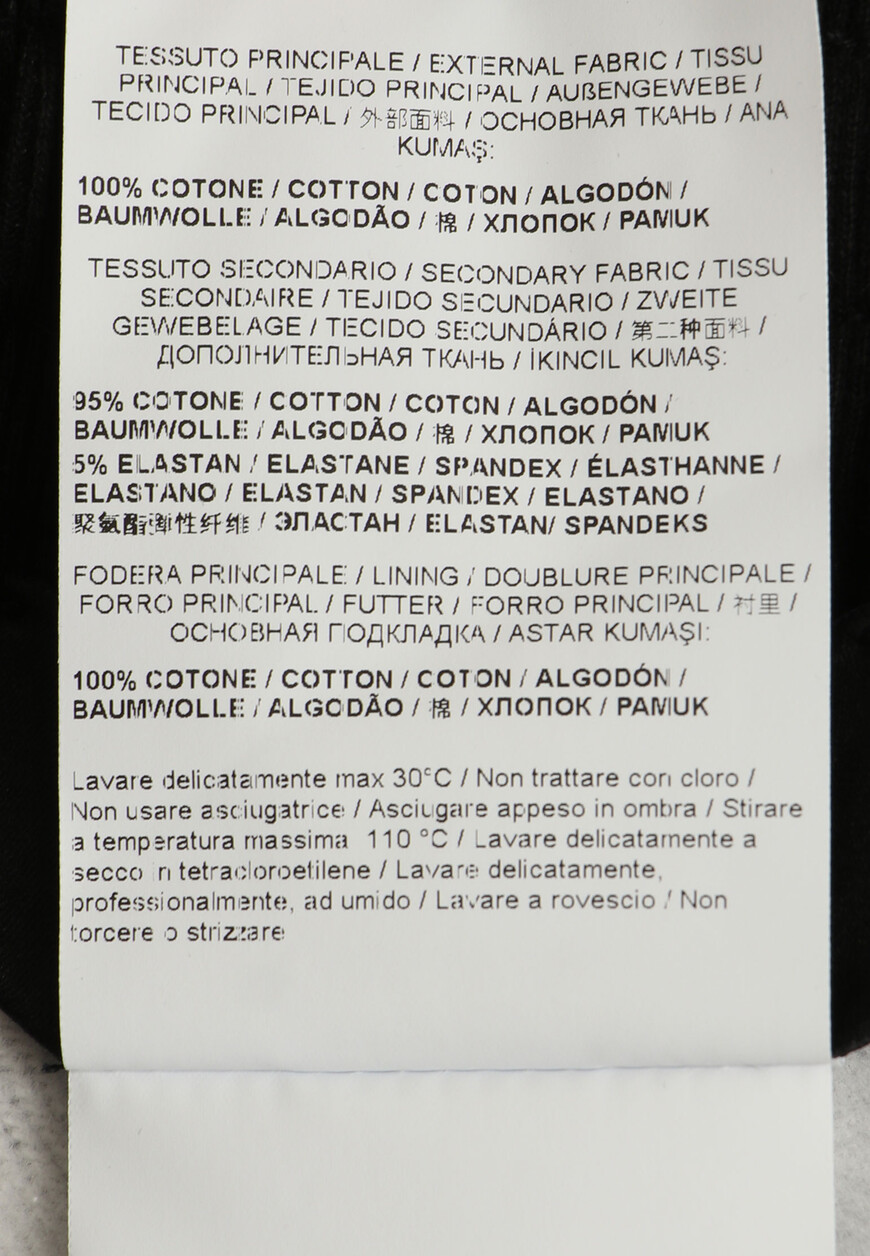 TESSUTO PRINCIPALE / EXTERNAL FABRIC / TISSU
PRINCIPAL / TEJIDO PRINCIPAL / AUßENGEWEBE /
TECIDO PRINCIPAL / 外部面料 / ОСНОВНАЯ ТКАНЬ / ANA
KUMAŞ:
100% COTONE / COTTON / COTON / ALGODÓN /
BAUMWOLLE / ALGODÃO / 棉 / ХЛОПОК / PAMUK
TESSUTO SECONDARIO / SECONDARY FABRIC / TISSU
SECONDAIRE / TEJIDO SECUNDARIO / ZWEITE
GEWEBELAGE / TECIDO SECUNDÁRIO / 第二种面料 /
ДОПОЛНИТЕЛЬНАЯ ТКАНЬ / İKINCIL KUMAŞ:
95% COTONE / COTTON / COTON / ALGODÓN /
BAUMWOLLE / ALGODÃO / 棉 / ХЛОПОК / PAMUK
5% ELASTAN / ELASTANE / SPANDEX / ÉLASTHANNE /
ELASTANO / ELASTAN / SPANDEX / ELASTANO /
聚氨酯弹性纤维 / ЭЛАСТАН / ELASTAN/ SPANDEKS
FODERA PRINCIPALE / LINING / DOUBLURE PRINCIPALE /
FORRO PRINCIPAL / FUTTER / FORRO PRINCIPAL / 衬里 /
ОСНОВНАЯ ПОДКЛАДКА / ASTAR KUMAŞI:
100% COTONE / COTTON / COTON / ALGODÓN /
BAUMWOLLE / ALGODÃO / 棉 / ХЛОПОК / PAMUK
Lavare delicatamente max 30°C / Non trattare con cloro /
Non usare asciugatrice / Asciugare appeso in ombra / Stirare
a temperatura massima 110 °C / Lavare delicatamente a
secco in tetracloroetilene / Lavare delicatamente,
professionalmente, ad umido / Lavare a rovescio / Non
torcere o strizzare